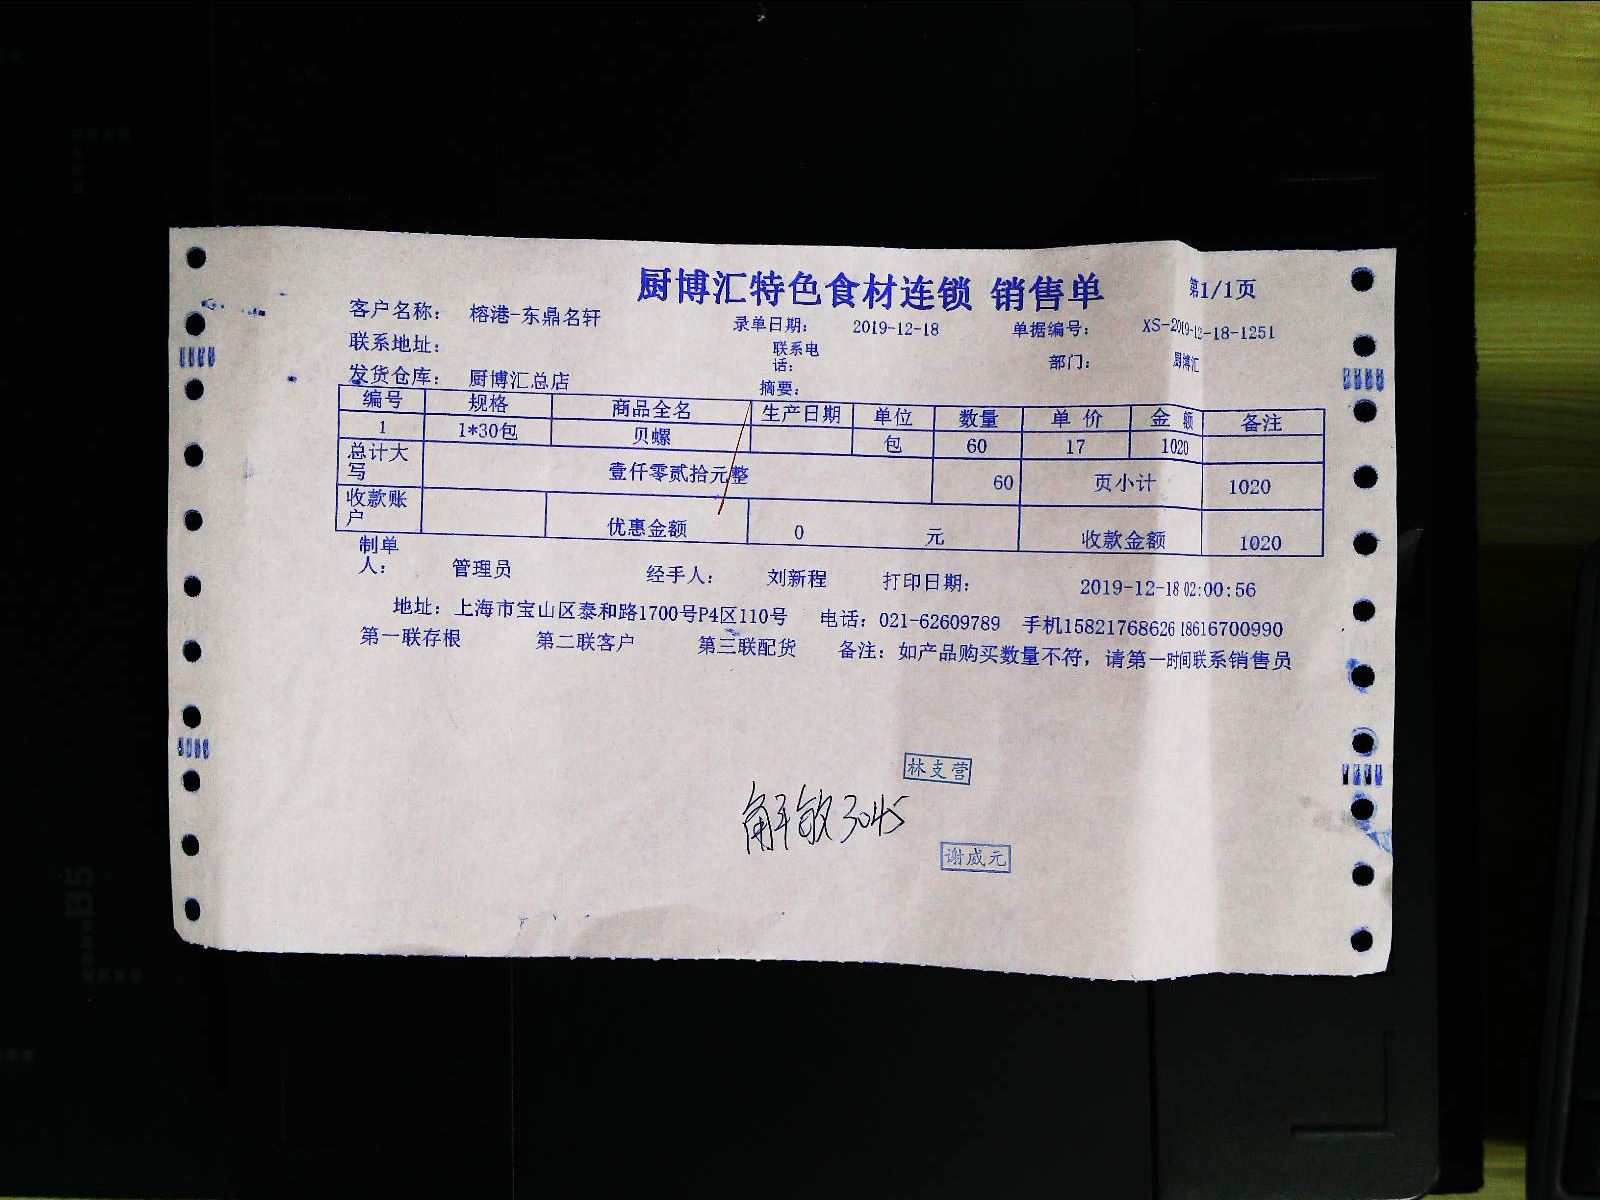 厨博汇特色食材连锁 销售单 第1/1页
客户名称： 榕港-东鼎名轩 录单日期： 2019-12-18 单据编号： XS-2019-12-18-1251
联系地址： 联系电话： 部门： 厨博汇
发货仓库： 厨博汇总店 摘要：
编号 规格 商品全名 生产日期 单位 数量 单价 金额 备注
1 1*30包 贝螺 包 60 17 1020
总计大写 壹仟零贰拾元整 60 页小计 1020
收款账户 优惠金额 0 元 收款金额 1020
制单人： 管理员 经手人： 刘新程 打印日期： 2019-12-18 02:00:56
地址：上海市宝山区泰和路1700号P4区110号 电话：021-62609789 手机15821768626 18616700990
第一联存根 第二联客户 第三联配货 备注：如产品购买数量不符，请第一时间联系销售员
林支营
解敏3045
谢威元
B5